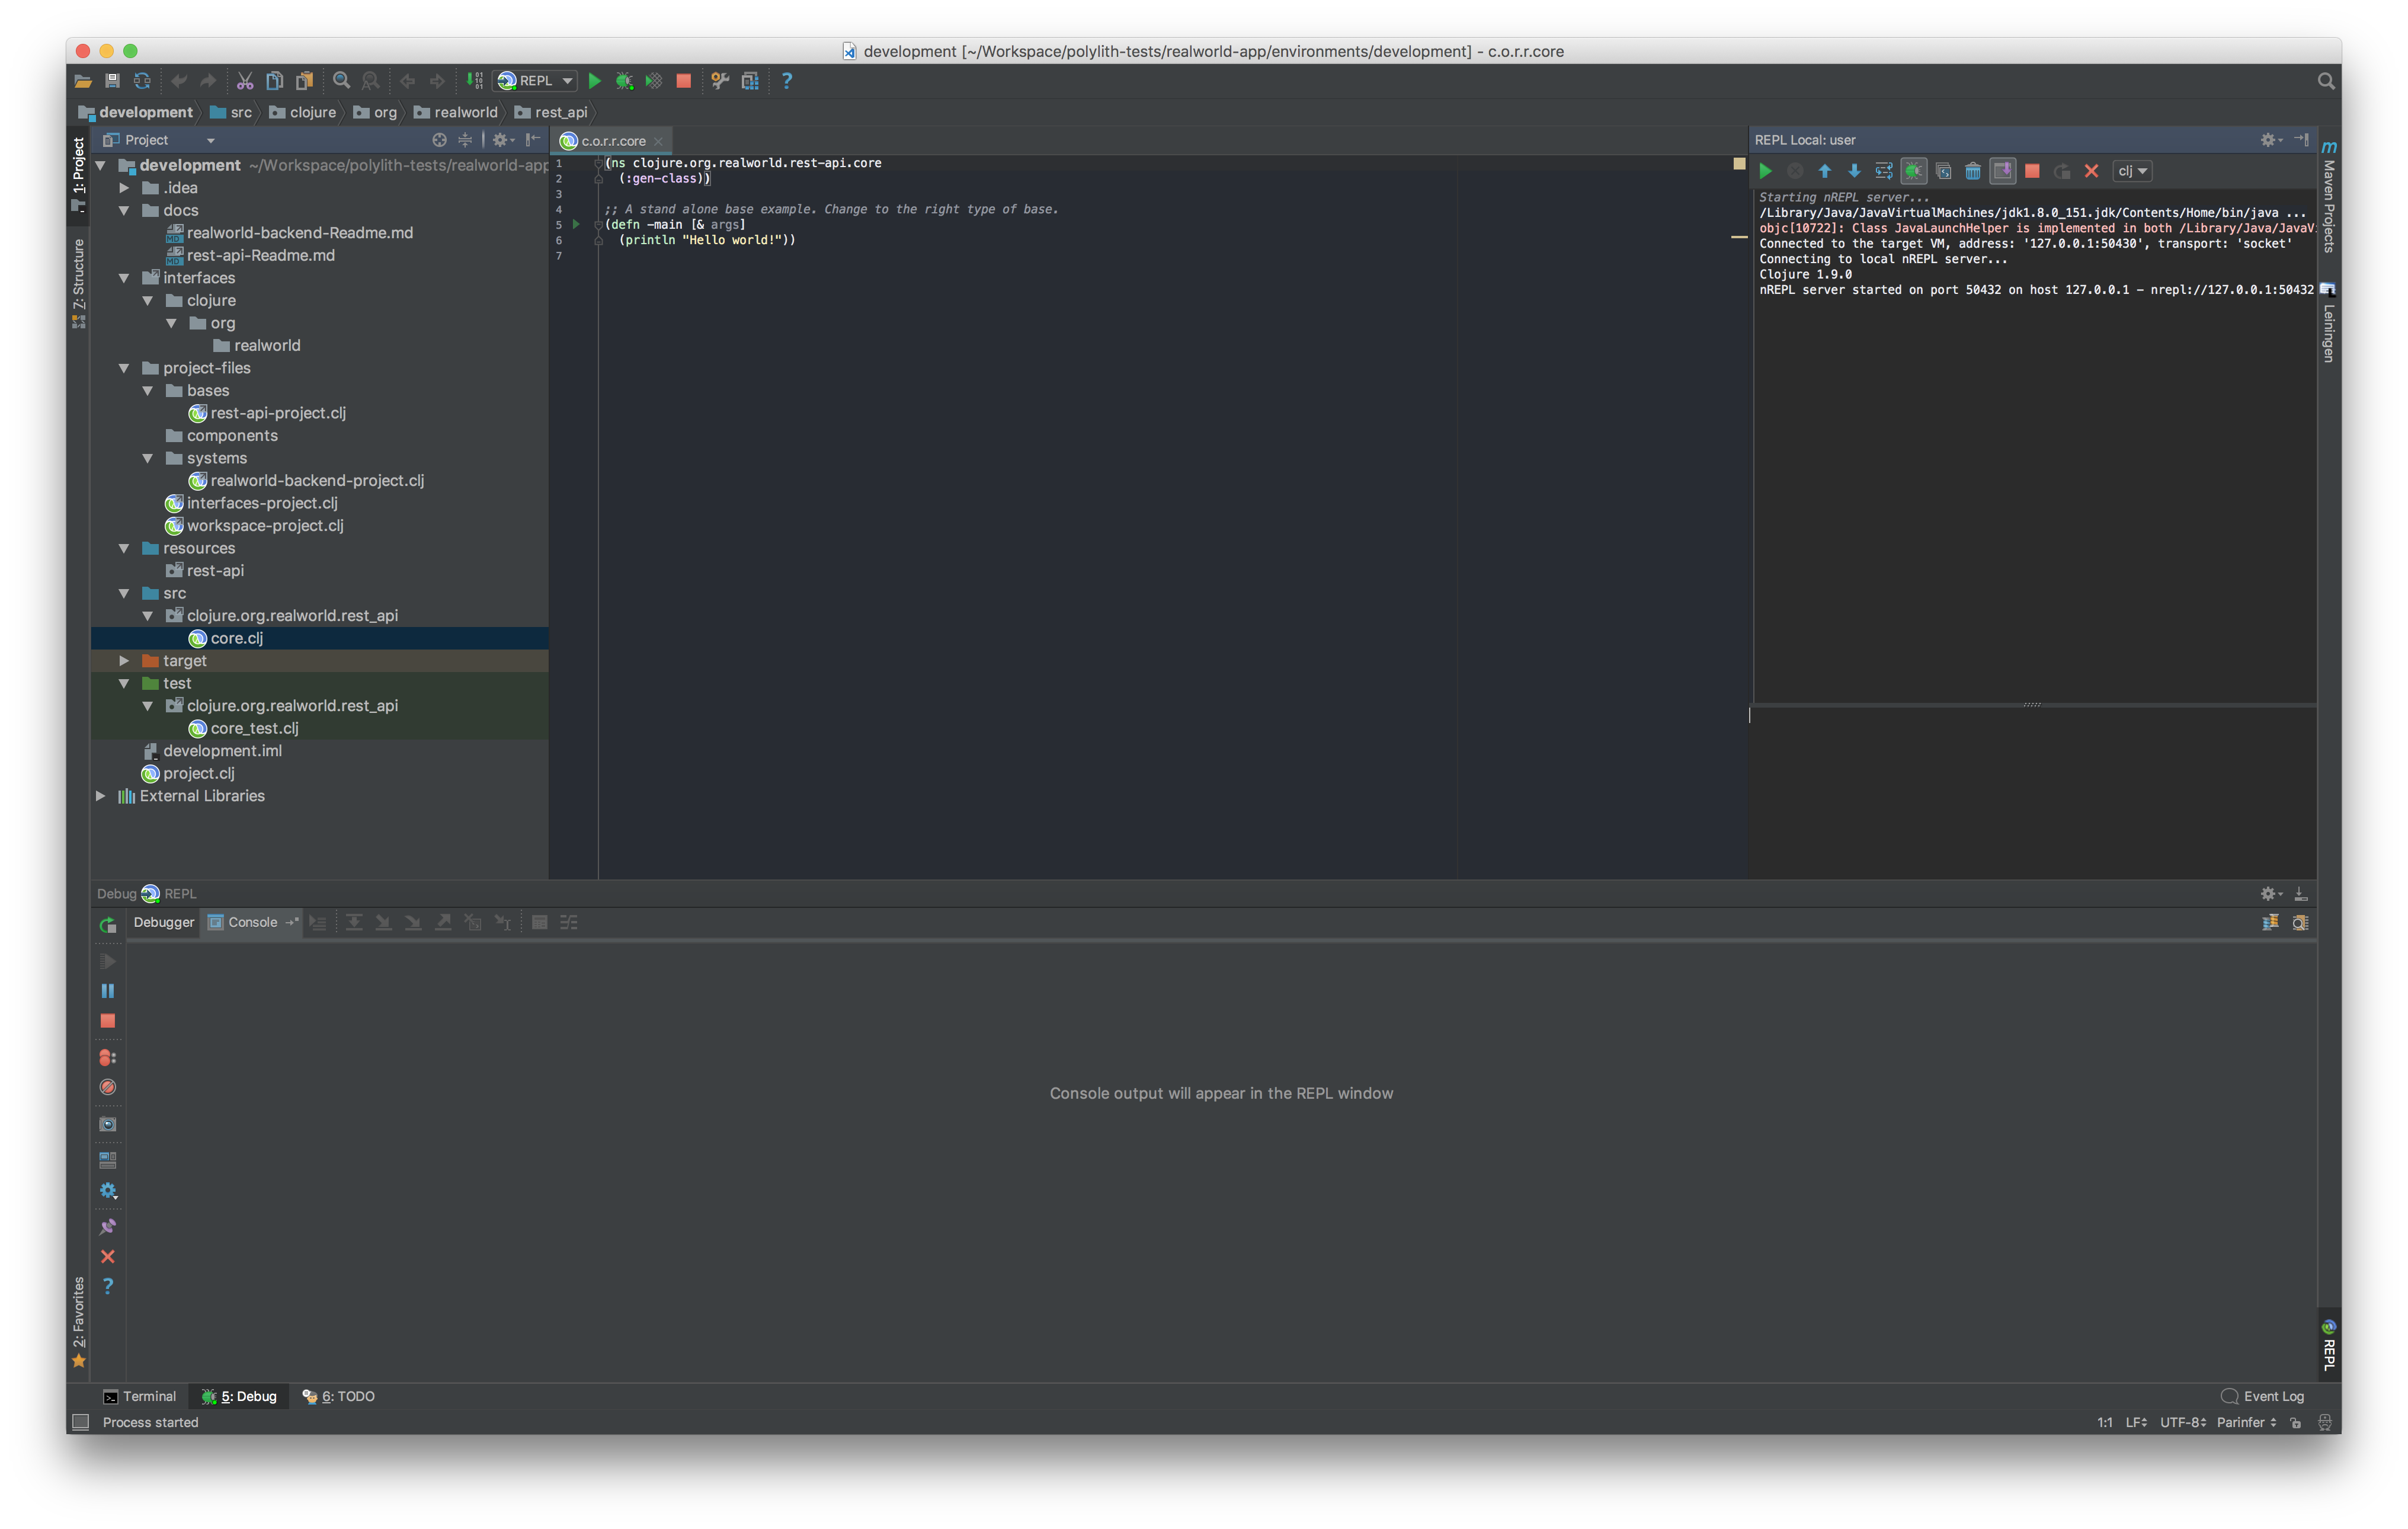 development [~/Workspace/polylith-tests/realworld-app/environments/development] - c.o.r.r.core
REPL
development
src
clojure
org
realworld
rest_api
1: Project
7: Structure
2: Favorites
Project
development ~/Workspace/polylith-tests/realworld-app
.idea
docs
realworld-backend-Readme.md
rest-api-Readme.md
interfaces
clojure
org
realworld
project-files
bases
rest-api-project.clj
components
systems
realworld-backend-project.clj
interfaces-project.clj
workspace-project.clj
resources
rest-api
src
clojure.org.realworld.rest_api
core.clj
target
test
clojure.org.realworld.rest_api
core_test.clj
development.iml
project.clj
External Libraries
c.o.r.r.core
1 (ns clojure.org.realworld.rest-api.core
2 (:gen-class))
3
4 ;; A stand alone base example. Change to the right type of base.
5 (defn -main [& args]
6 (println "Hello world!"))
7
REPL Local: user
clj
Starting nREPL server...
/Library/Java/JavaVirtualMachines/jdk1.8.0_151.jdk/Contents/Home/bin/java ...
objc[10722]: Class JavaLaunchHelper is implemented in both /Library/Java/JavaV
Connected to the target VM, address: '127.0.0.1:50430', transport: 'socket'
Connecting to local nREPL server...
Clojure 1.9.0
nREPL server started on port 50432 on host 127.0.0.1 - nrepl://127.0.0.1:50432
Maven Projects
Leiningen
REPL
Debug REPL
Debugger
Console
Console output will appear in the REPL window
Terminal
5: Debug
6: TODO
Event Log
Process started
1:1
LF
UTF-8
Parinfer